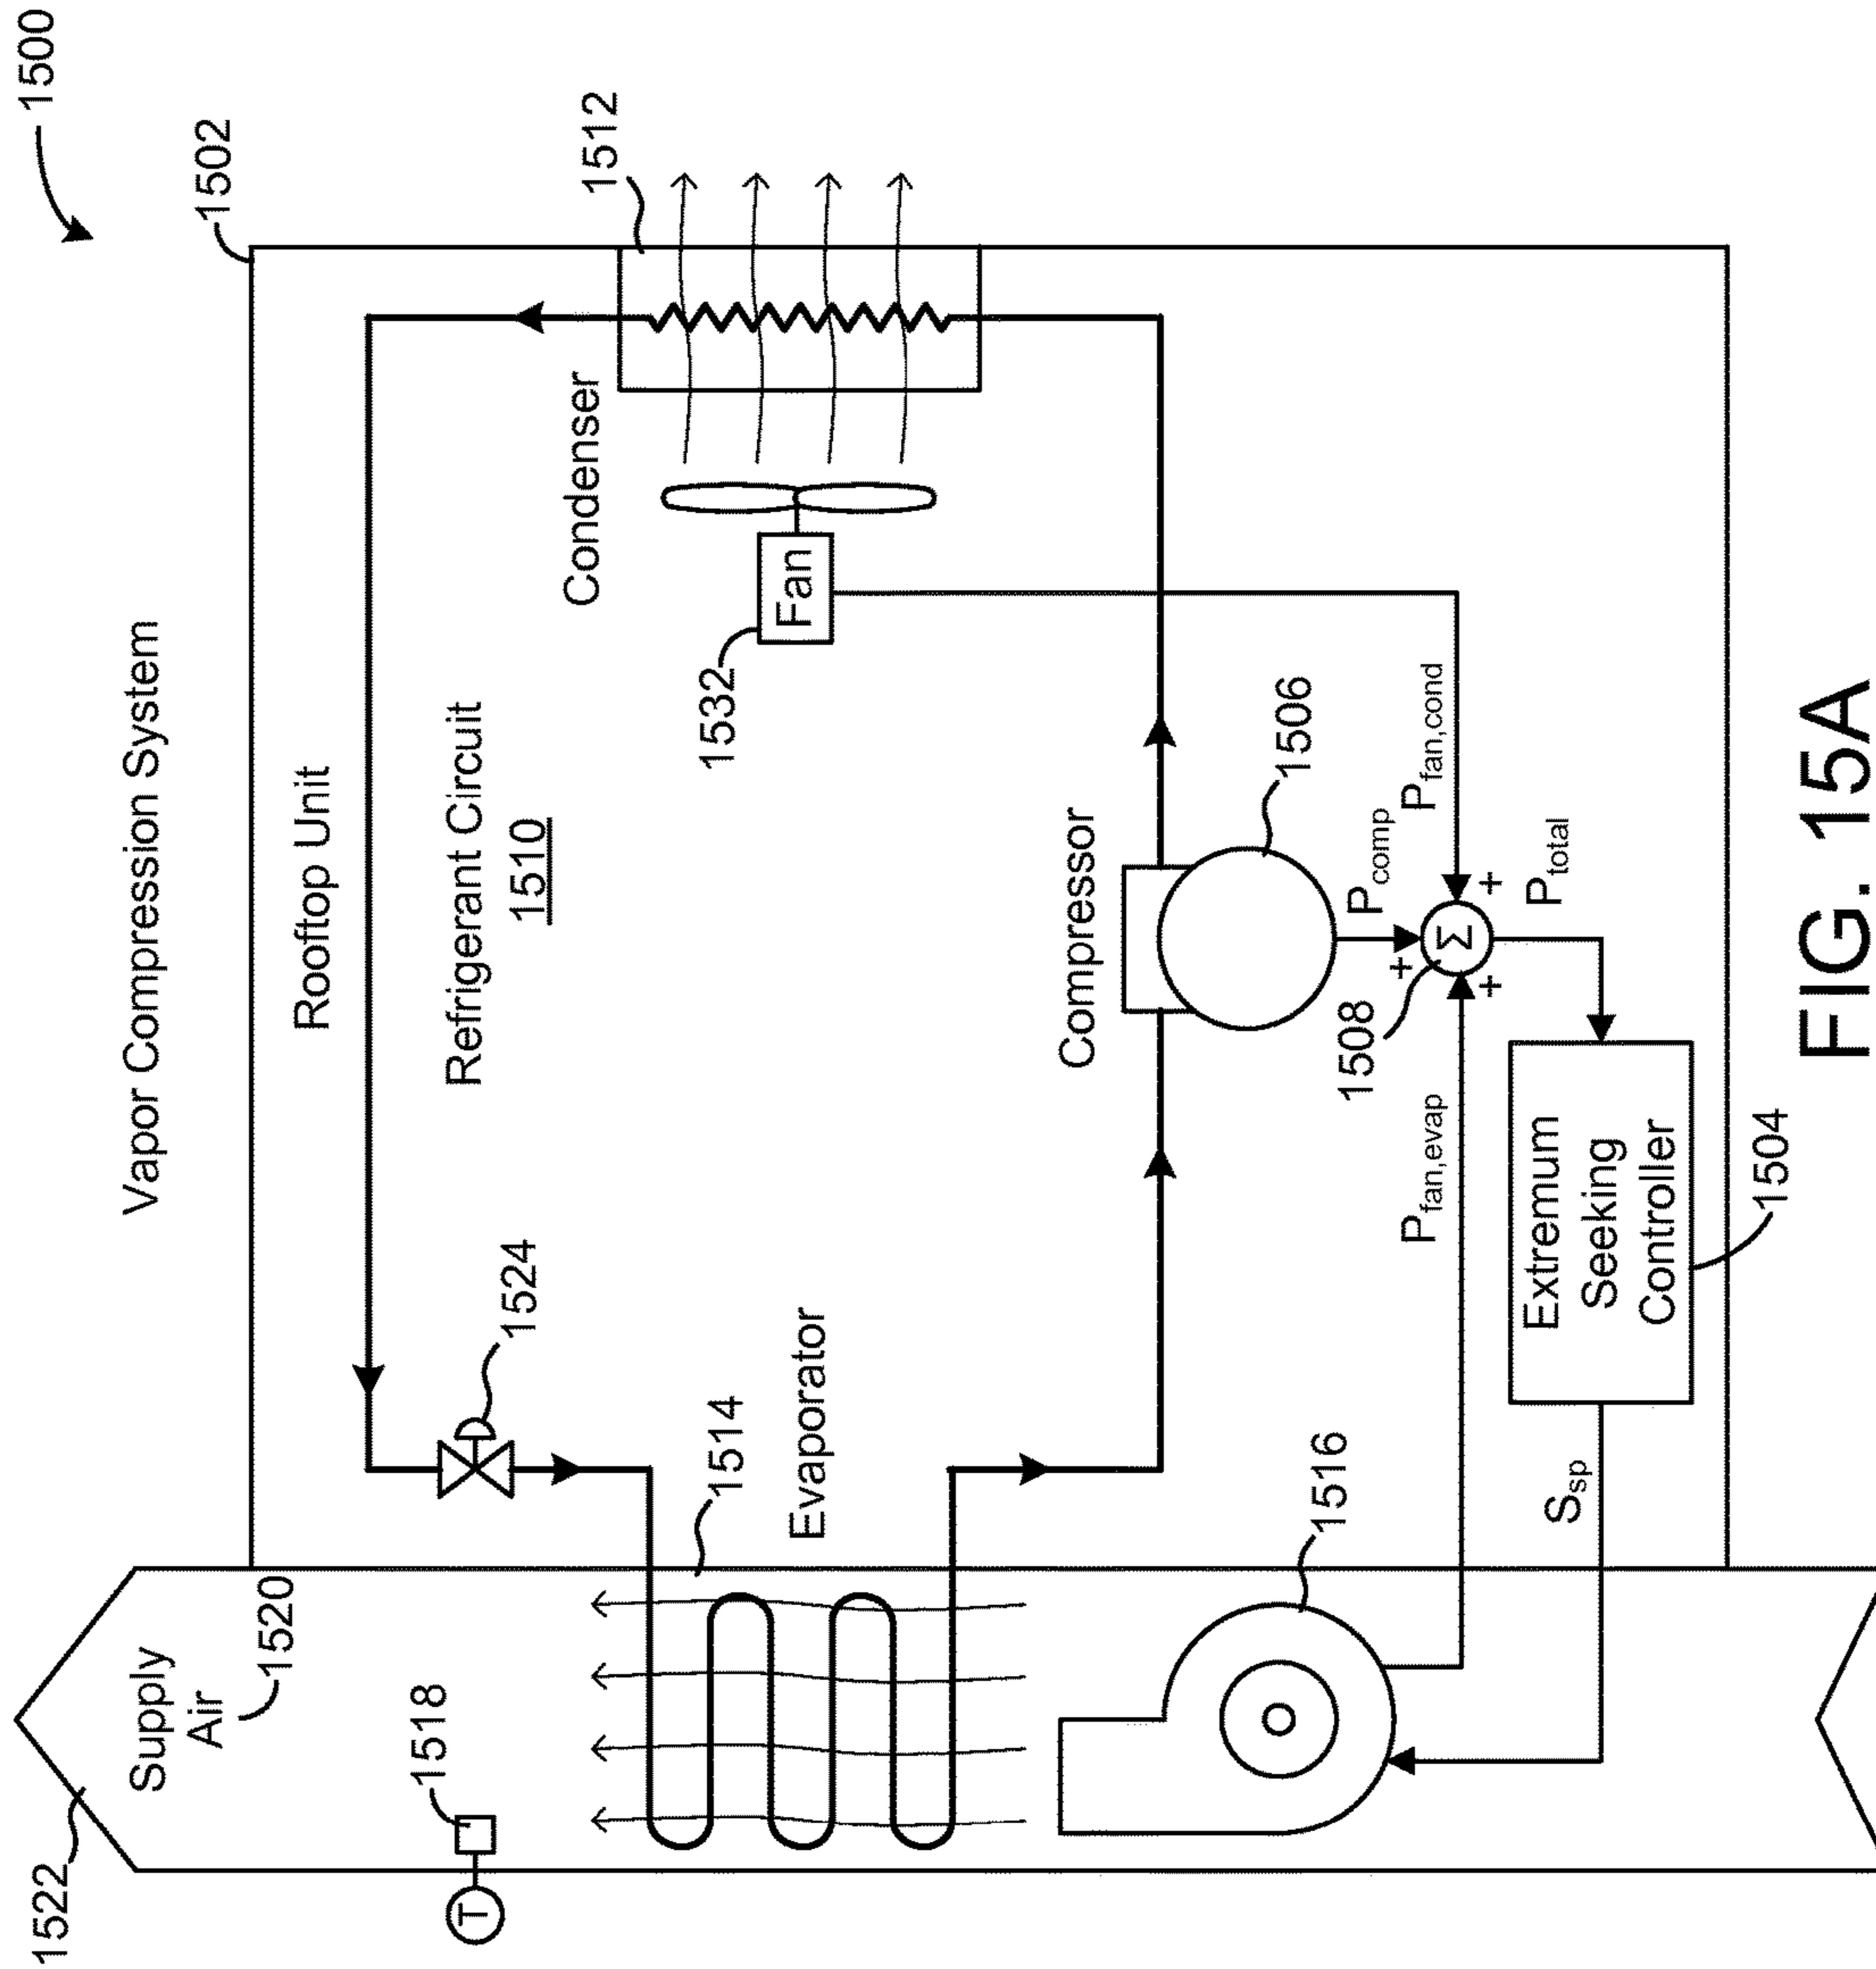 1500
Vapor Compression System
1502
Rooftop Unit
Refrigerant Circuit
1510
1512
Condenser
Fan
1532
1524
1522
Supply
Air
1520
1518
T
1514
Evaporator
Compressor
1506
P_comp
P_fan,cond
1508
Σ
+
+
+
P_fan,evap
P_total
1516
S_sp
Extremum
Seeking
Controller
1504
FIG. 15A